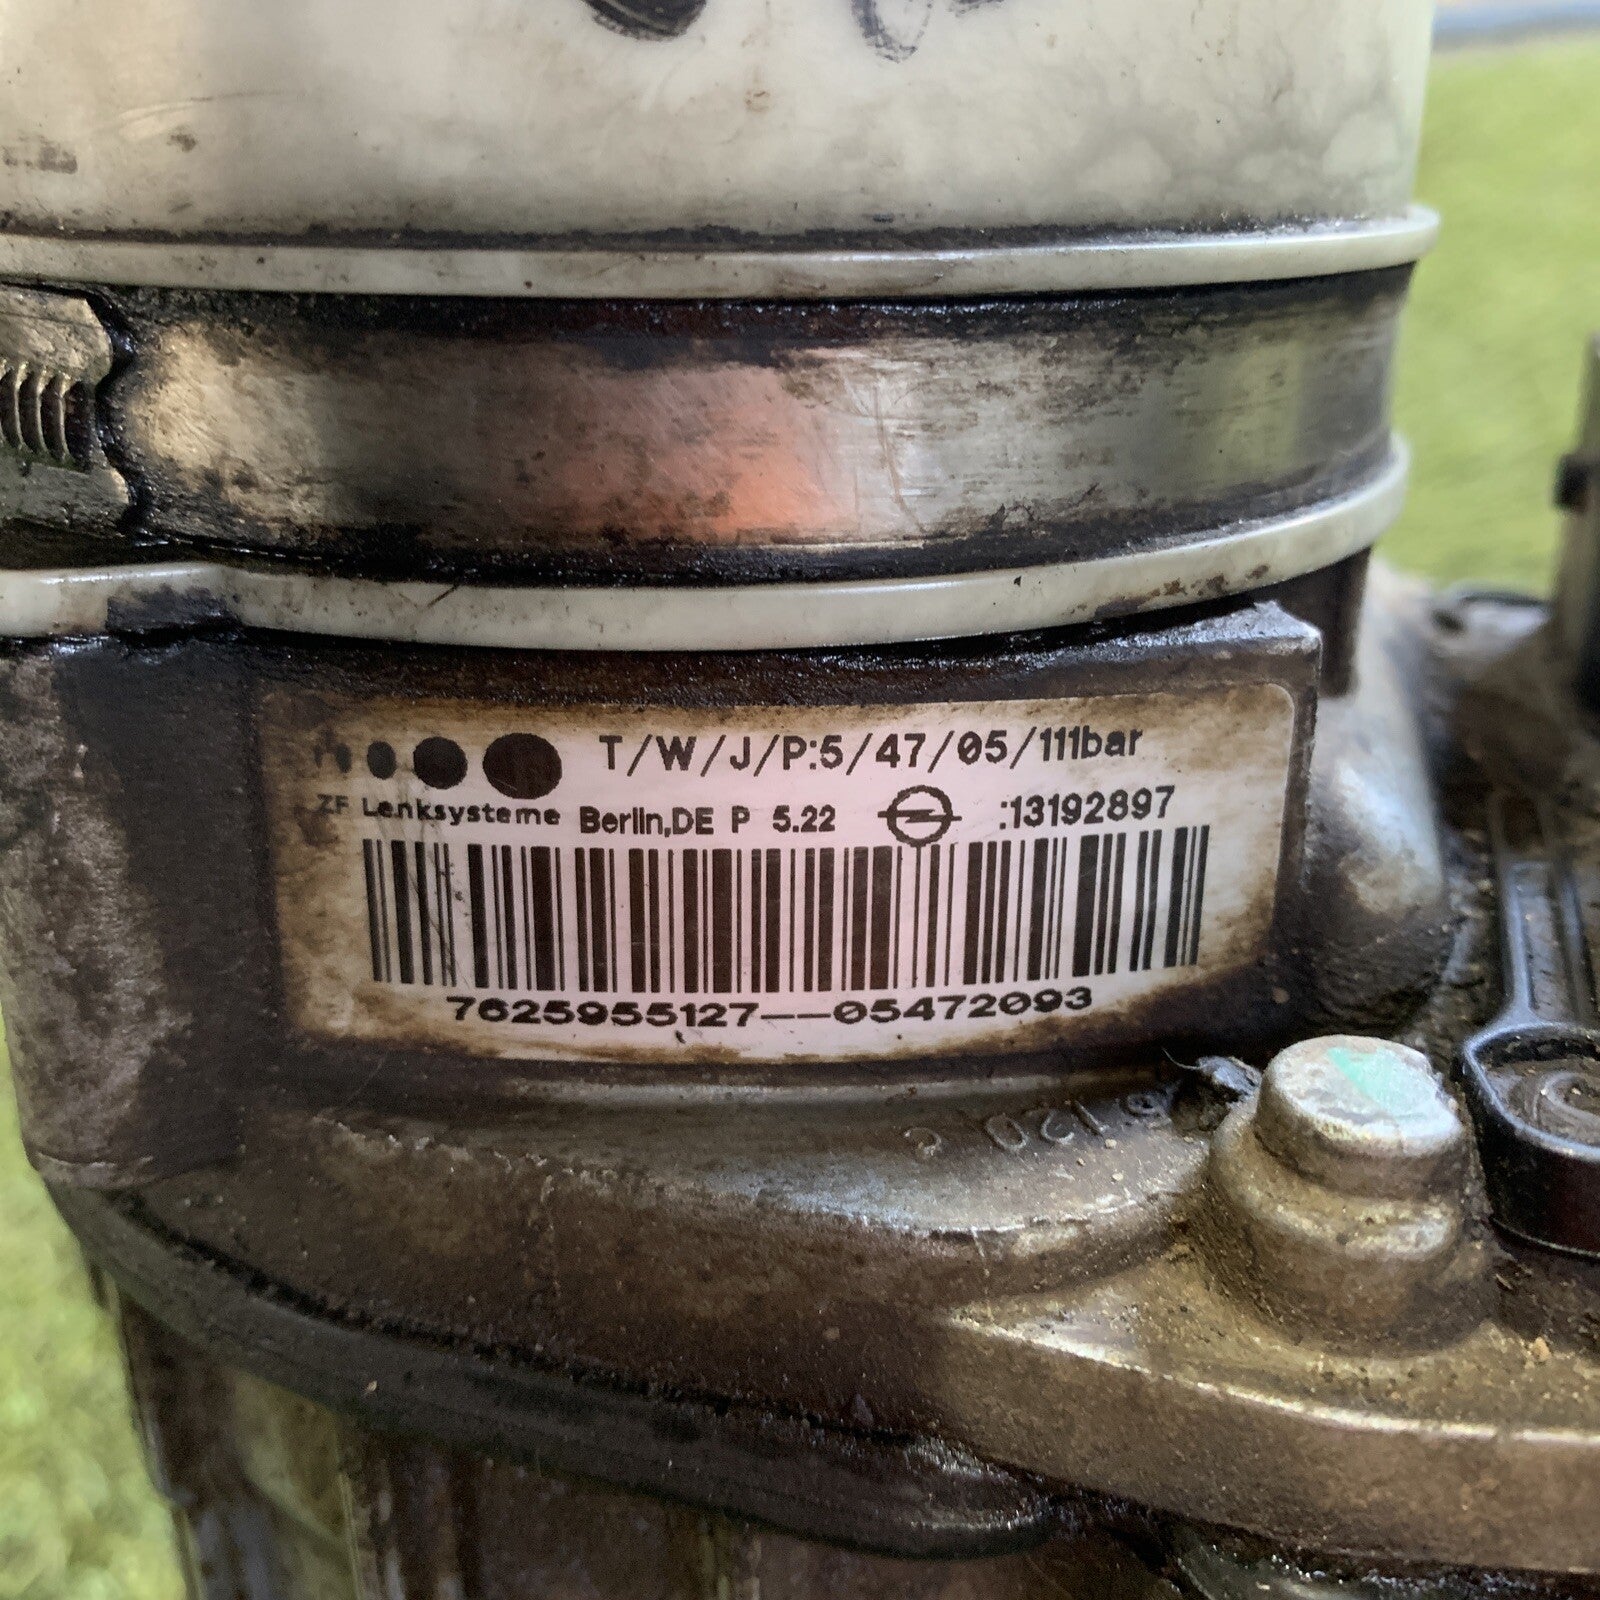 T/W/J/P:5/47/05/111bar
ZF Lenksysteme Berlin,DE P 5.22 :13192897
7625955127--05472093